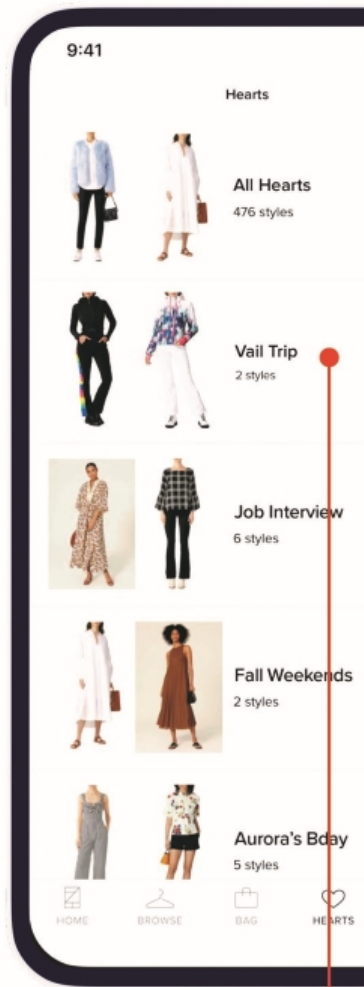 9:41
Hearts
All Hearts
476 styles
Vail Trip
2 styles
Job Interview
6 styles
Fall Weekends
2 styles
Aurora's Bday
5 styles
HOME
BROWSE
BAG
HEARTS